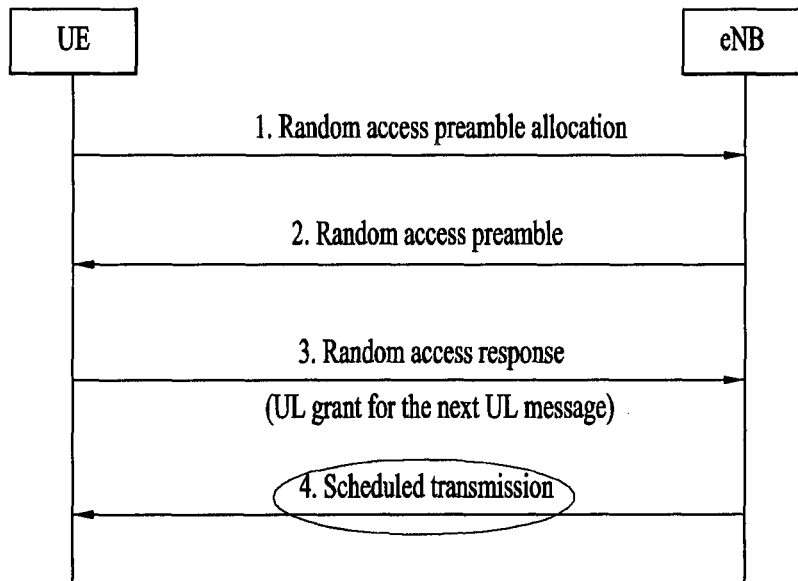 UE
eNB
1. Random access preamble allocation
2. Random access preamble
3. Random access response
(UL grant for the next UL message)
4. Scheduled transmission